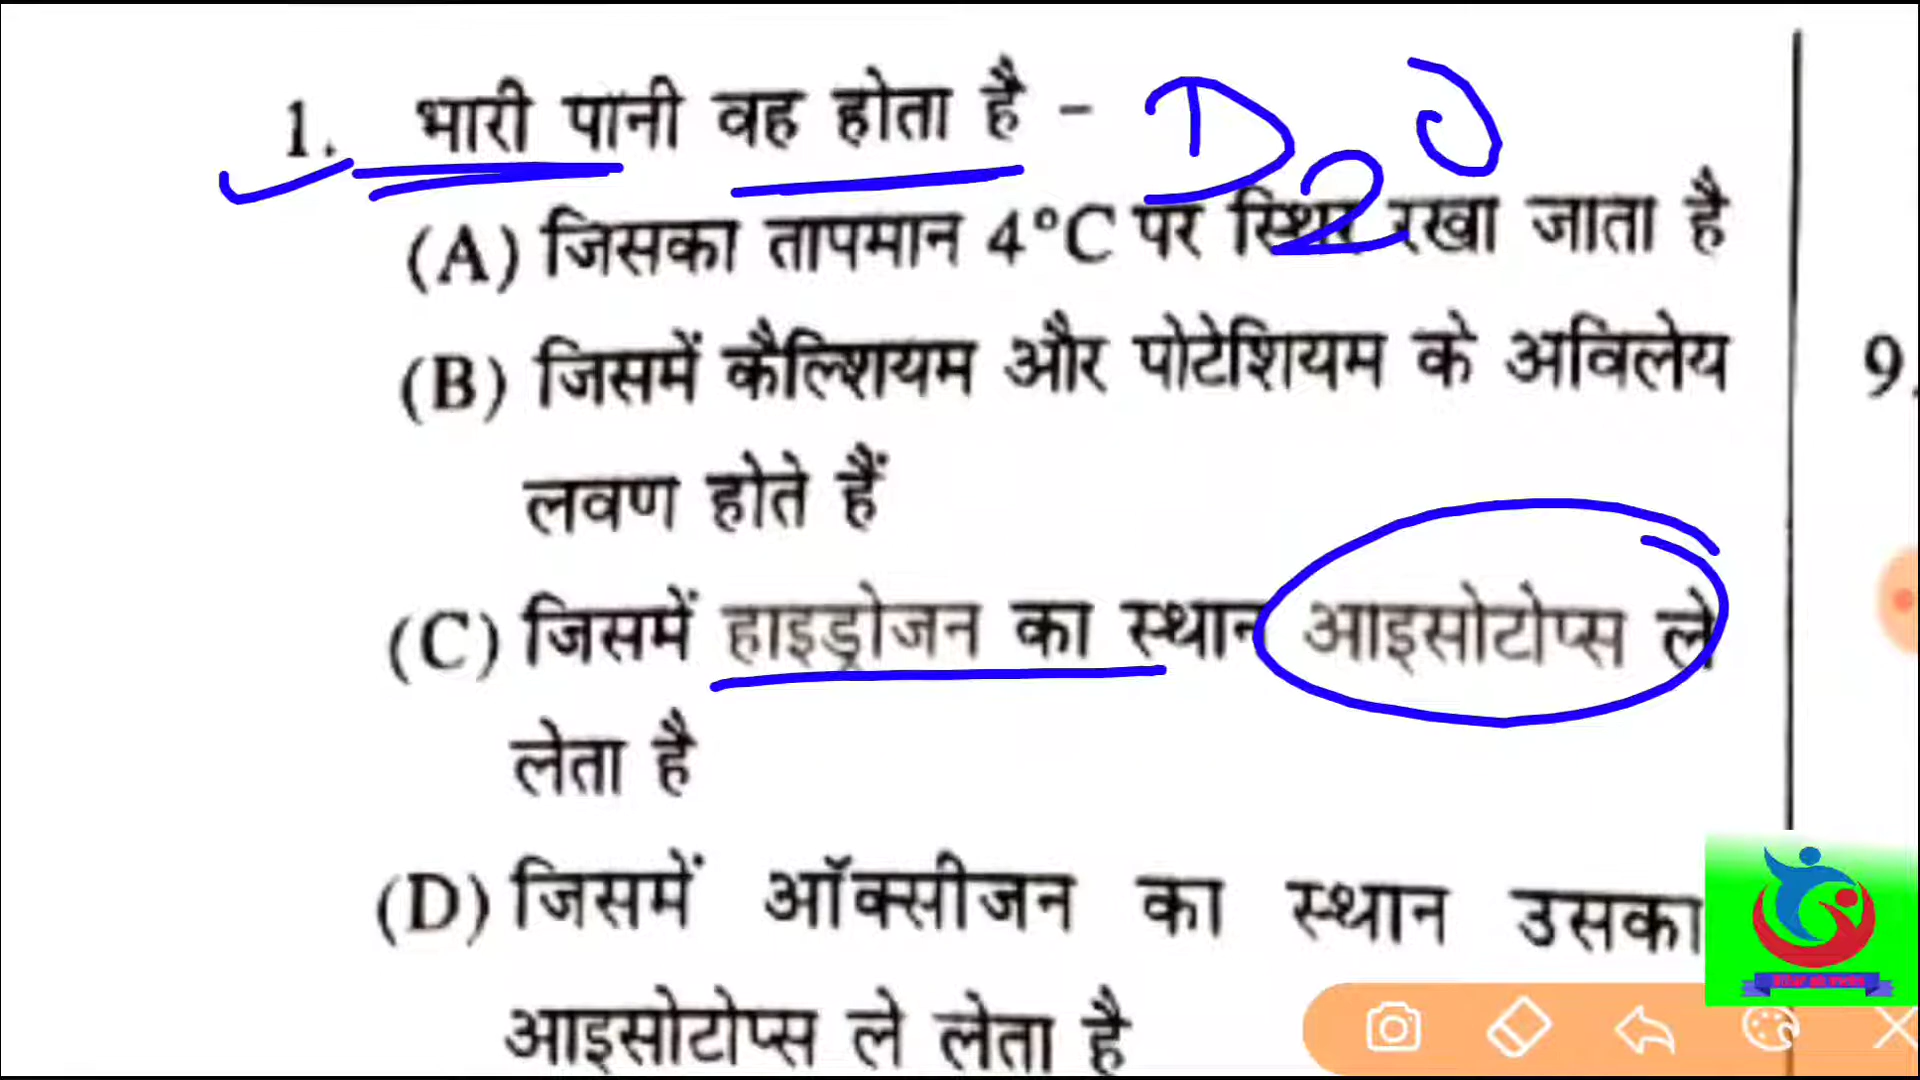 1. भारी पानी वह होता है - D2O
(A) जिसका तापमान 4°C पर स्थिर रखा जाता है
(B) जिसमें कैल्शियम और पोटेशियम के अविलेय
लवण होते हैं
(C) जिसमें हाइड्रोजन का स्थान आइसोटोप्स ले
लेता है
(D) जिसमें ऑक्सीजन का स्थान उसका
आइसोटोप्स ले लेता है
9.